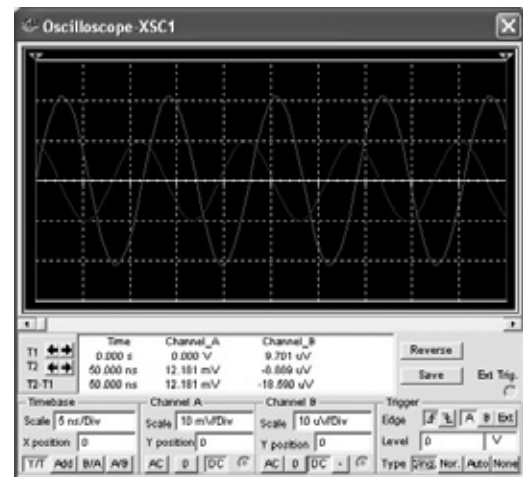 Oscilloscope-XSC1
Time Channel_A Channel_B
T1 0.000 s 0.000 V 9.701 uV
T2 50.000 ns 12.181 mV -8.889 uV
T2-T1 50.000 ns 12.181 mV -18.590 uV
Reverse
Save Ext Trig.
Timebase Channel A Channel B Trigger
Scale 5 ns/Div Scale 10 mV/Div Scale 10 uV/Div Edge A B Ext
X position 0 Y position 0 Y position 0 Level 0 V
Y/T Add B/A A/B AC 0 DC AC 0 DC - Type Sing. Nor. Auto None